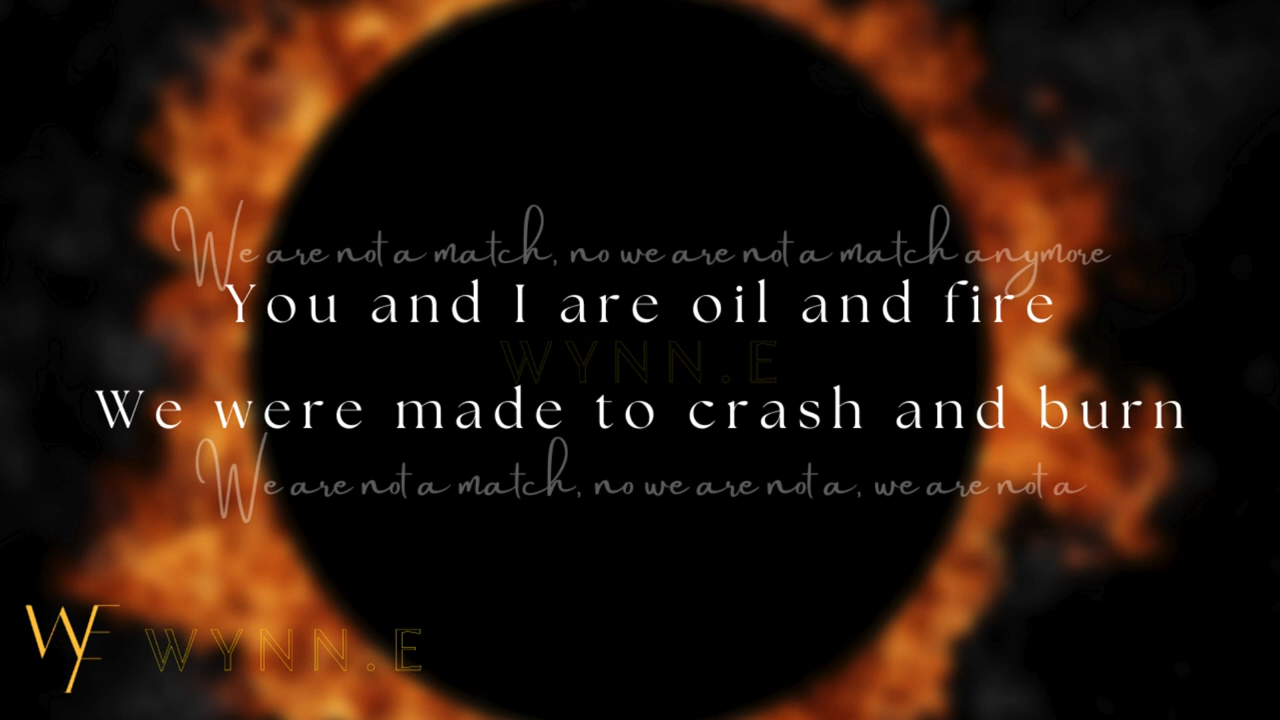 We are not a match, no we are not a match anymore
You and I are oil and fire
WYNN.E
We were made to crash and burn
We are not a match, no we are not a, we are not a
WE WYNN.E